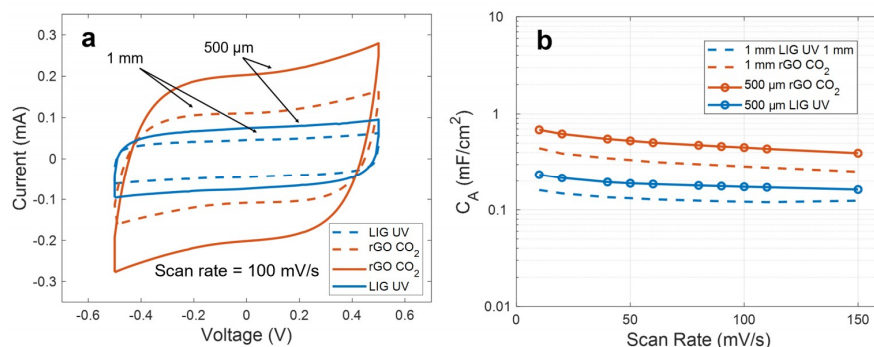 a
1 mm
500 µm
Current (mA)
0.3
0.2
0.1
0
-0.1
-0.2
-0.3
LIG UV
rGO CO2
rGO CO2
LIG UV
Scan rate = 100 mV/s
-0.6
-0.4
-0.2
0
0.2
0.4
0.6
Voltage (V)
b
1 mm LIG UV 1 mm
1 mm rGO CO2
500 µm rGO CO2
500 µm LIG UV
CA (mF/cm2)
10
1
0.1
0.01
0
50
100
150
Scan Rate (mV/s)